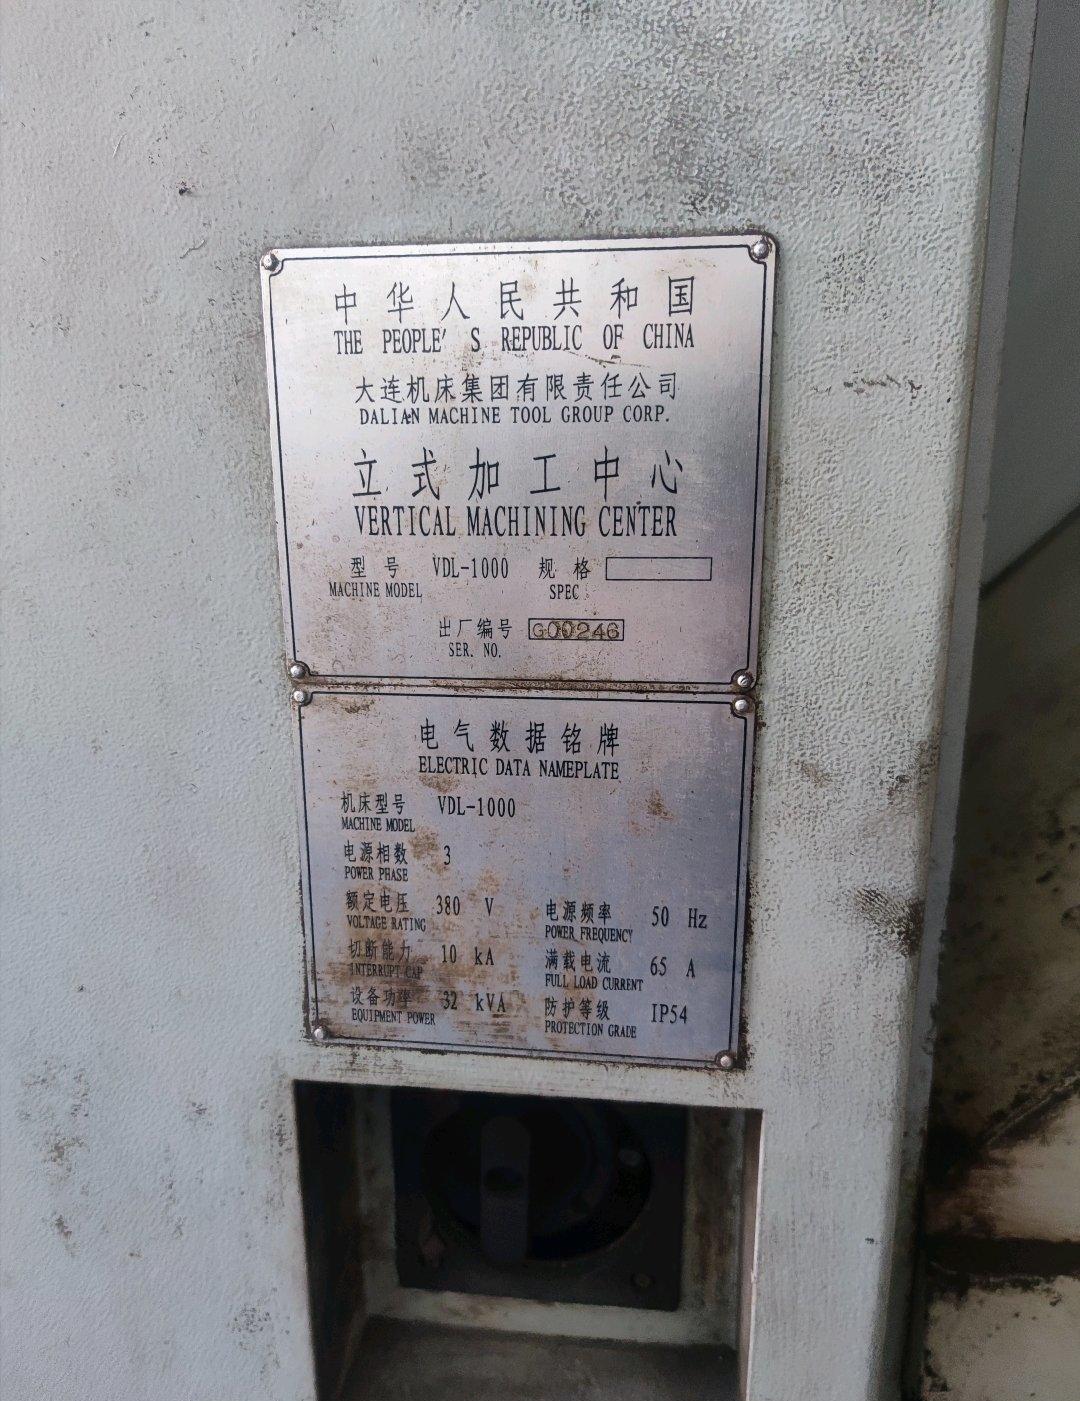 中华人民共和国
THE PEOPLE' S REPUBLIC OF CHINA
大连机床集团有限责任公司
DALIAN MACHINE TOOL GROUP CORP.
立式加工中心
VERTICAL MACHINING CENTER
型号 VDL-1000 规格
MACHINE MODEL SPEC
出厂编号 G00246
SER. NO.
电气数据铭牌
ELECTRIC DATA NAMEPLATE
机床型号 VDL-1000
MACHINE MODEL
电源相数 3
POWER PHASE
额定电压 380 V 电源频率 50 Hz
VOLTAGE RATING POWER FREQUENCY
切断能力 10 kA 满载电流 65 A
INTERRUPT CAP FULL LOAD CURRENT
设备功率 32 kVA 防护等级 IP54
EQUIPMENT POWER PROTECTION GRADE